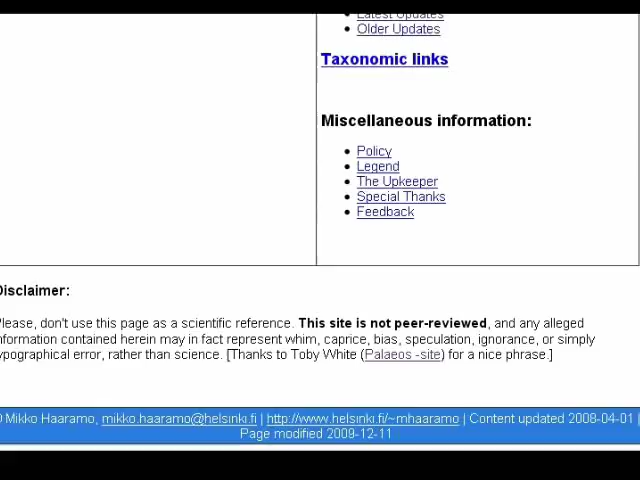 Latest Updates
Older Updates
Taxonomic links
Miscellaneous information:
Policy
Legend
The Upkeeper
Special Thanks
Feedback
Disclaimer:
Please, don't use this page as a scientific reference. This site is not peer-reviewed, and any alleged
information contained herein may in fact represent whim, caprice, bias, speculation, ignorance, or simply
typographical error, rather than science. [Thanks to Toby White (Palaeos -site) for a nice phrase.]
© Mikko Haaramo, mikko.haaramo@helsinki.fi | http://www.helsinki.fi/~mhaaramo | Content updated 2008-04-01 |
Page modified 2009-12-11